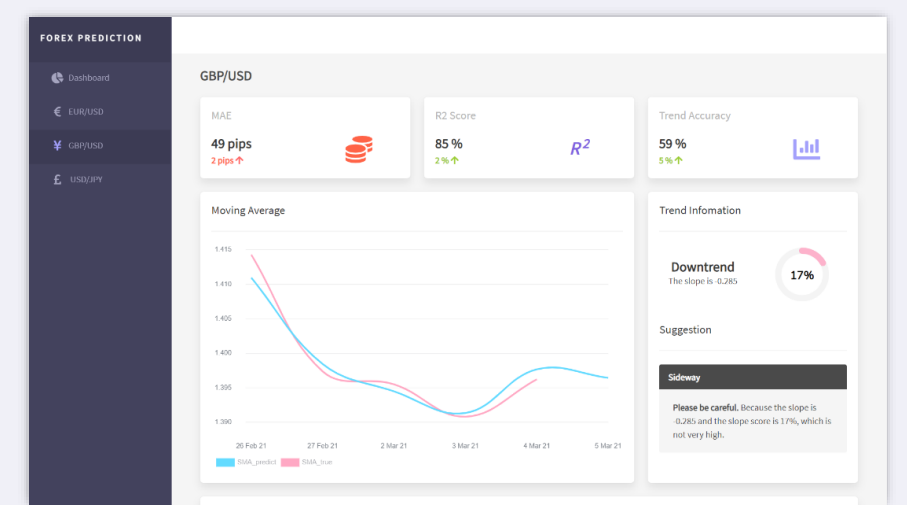 FOREX PREDICTION
Dashboard
€ EUR/USD
¥ GBP/USD
£ USD/JPY
GBP/USD
MAE
49 pips
2 pips ↑
R2 Score
85 %
2 % ↑
R²
Trend Accuracy
59 %
5 % ↑
Moving Average
1.415
1.410
1.405
1.400
1.395
1.390
26 Feb 21 27 Feb 21 2 Mar 21 3 Mar 21 4 Mar 21 5 Mar 21
SMA_predict SMA_true
Trend Infomation
Downtrend
The slope is -0.285
17%
Suggestion
Sideway
Please be careful. Because the slope is
-0.285 and the slope score is 17%, which is
not very high.